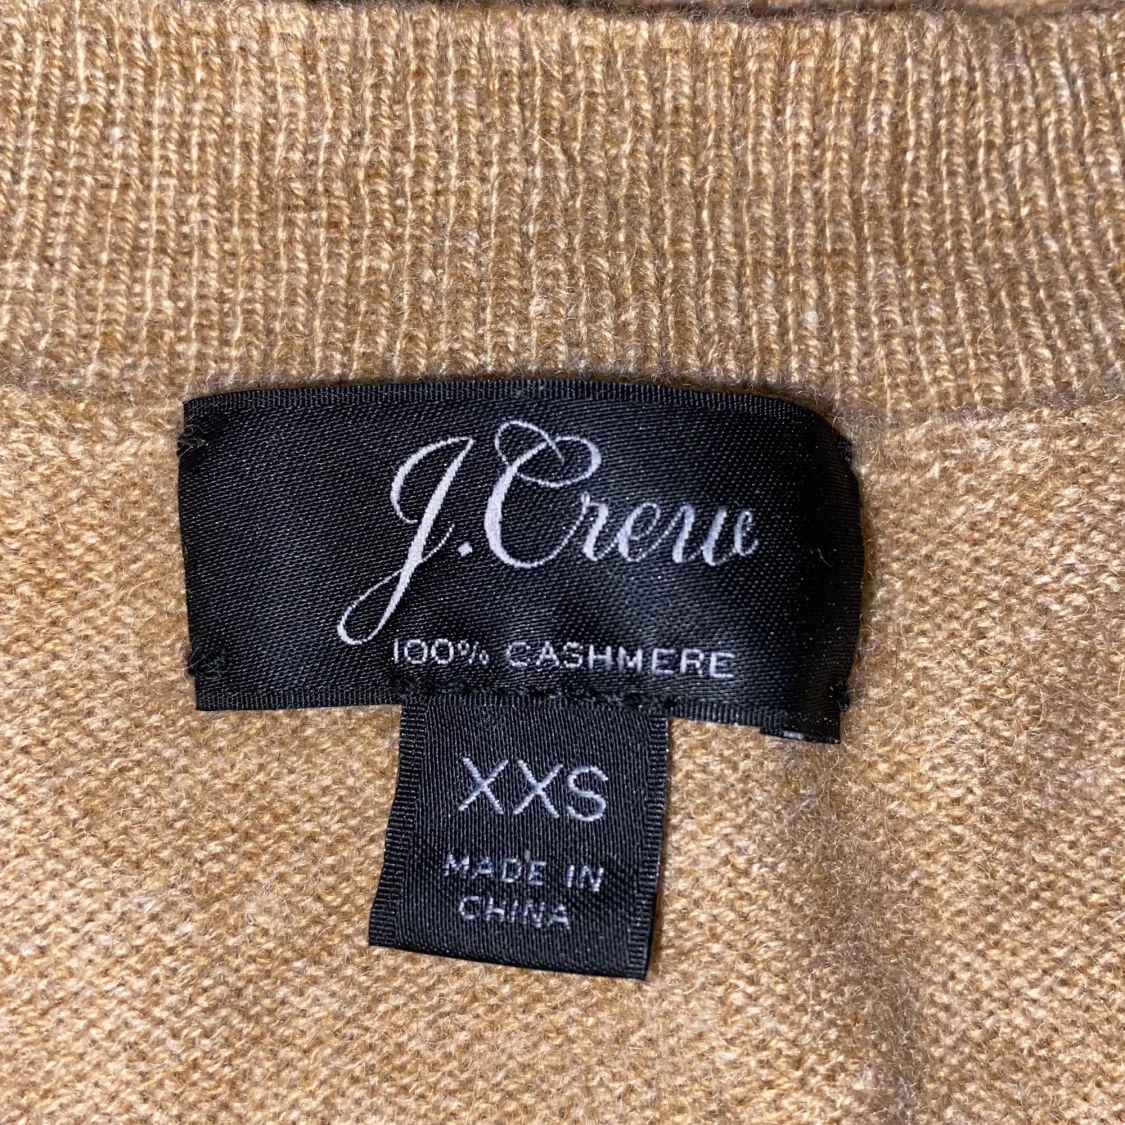 J.Crew
100% CASHMERE
XXS
MADE IN
CHINA